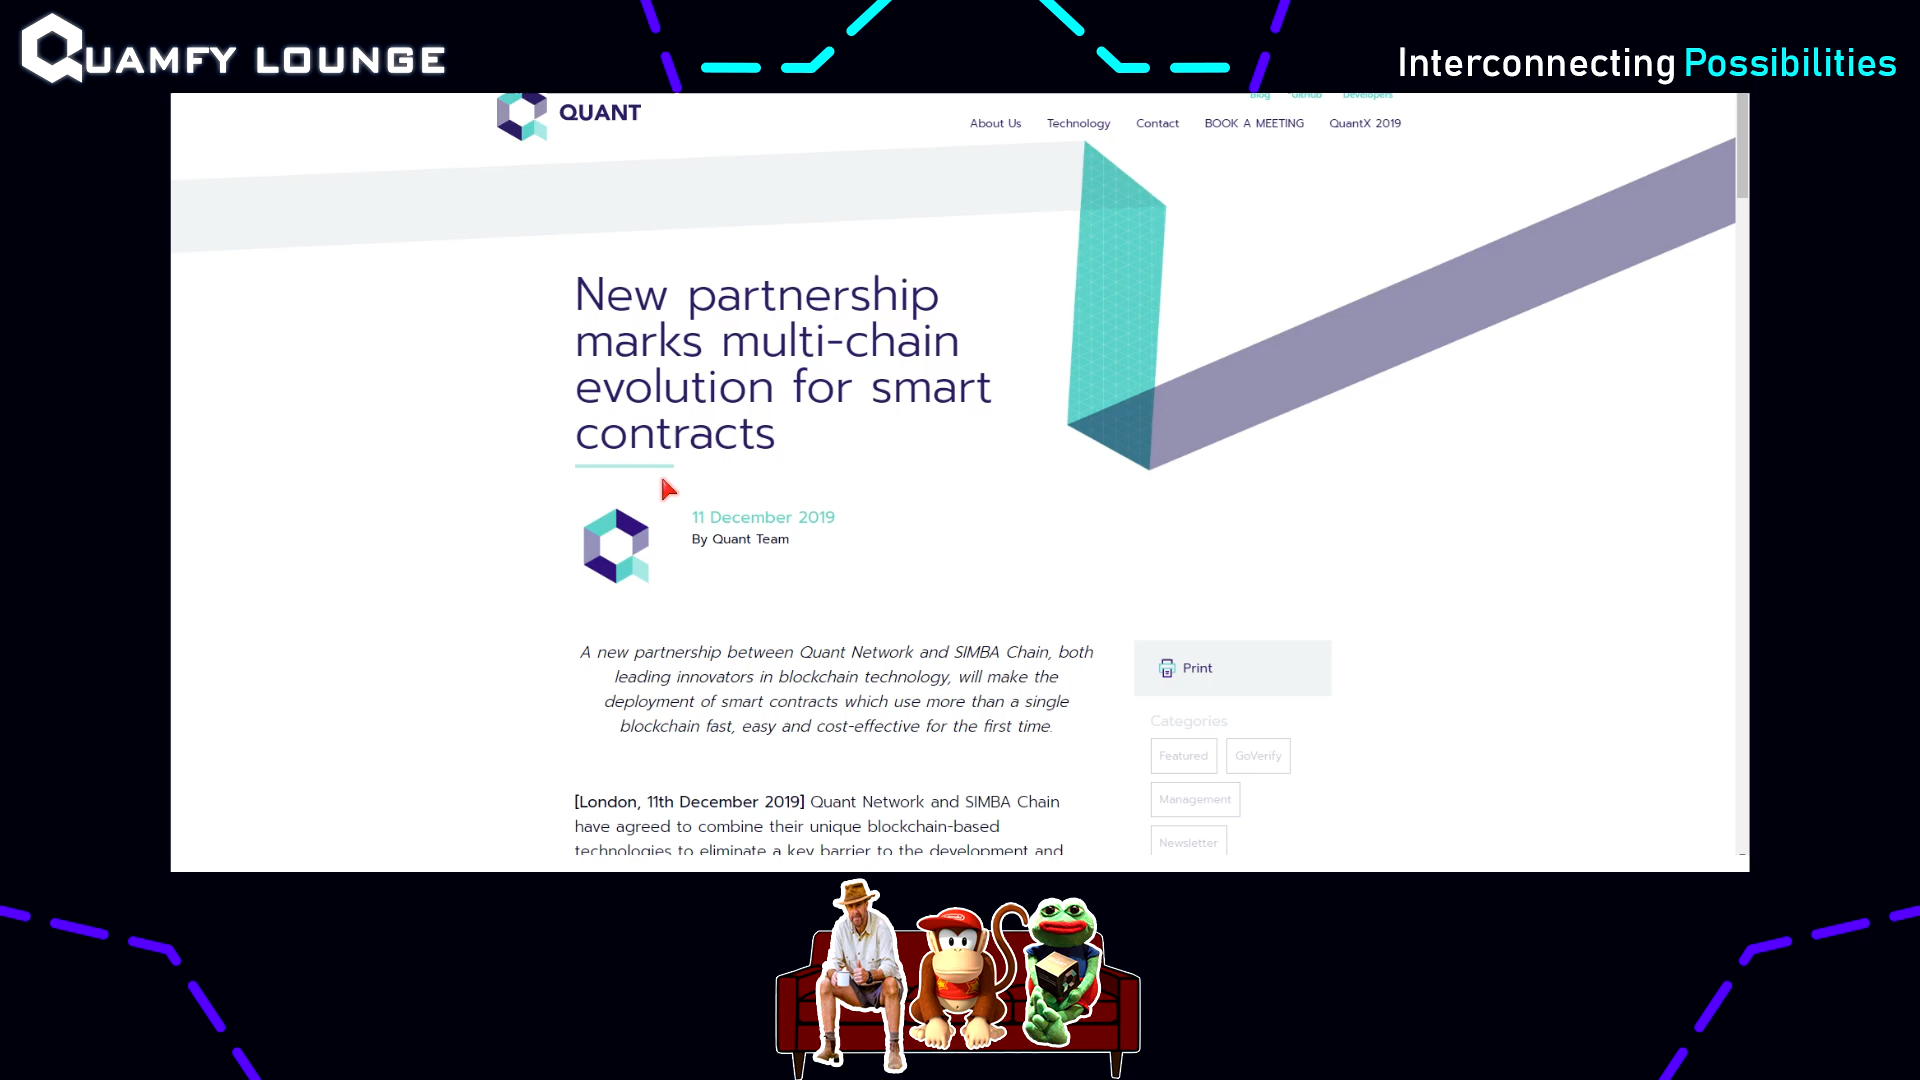 QUAMFY LOUNGE
Interconnecting Possibilities
Blog GitHub Developers
QUANT
About Us Technology Contact BOOK A MEETING QuantX 2019
New partnership
marks multi-chain
evolution for smart
contracts
11 December 2019
By Quant Team
A new partnership between Quant Network and SIMBA Chain, both
leading innovators in blockchain technology, will make the
deployment of smart contracts which use more than a single
blockchain fast, easy and cost-effective for the first time.
Print
Categories
Featured GoVerify
Management
Newsletter
[London, 11th December 2019] Quant Network and SIMBA Chain
have agreed to combine their unique blockchain-based
technologies to eliminate a key barrier to the development and